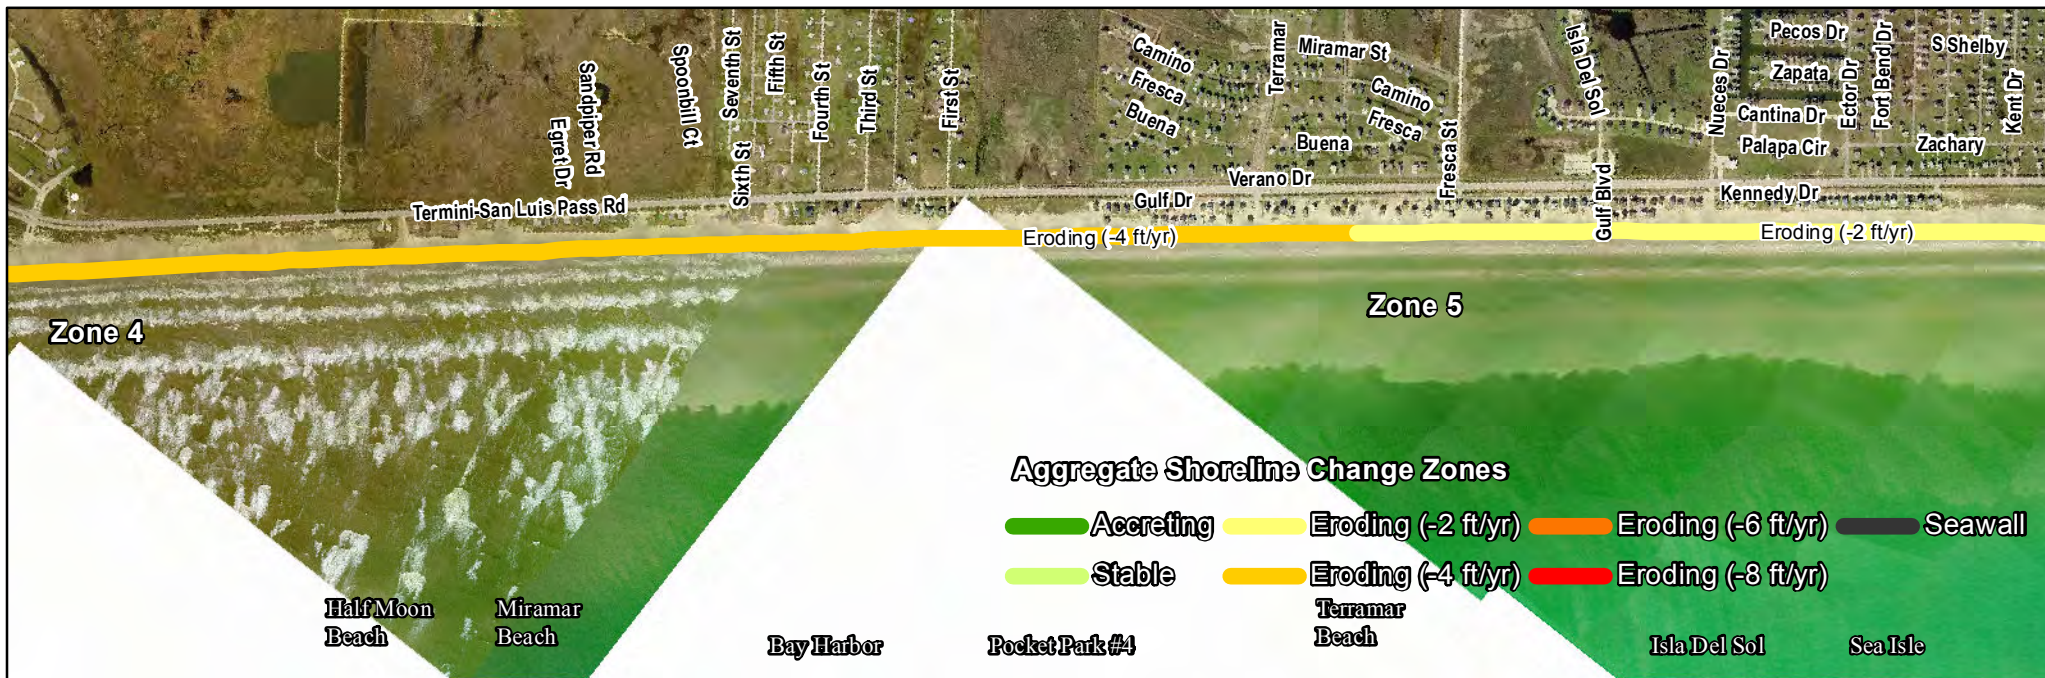 Pecos Dr
S Shelby
Zapata
Cantina Dr
Palapa Cir
Zachary
Kent Dr
Fort Bend Dr
Ector Dr
Nueces Dr
Isla Del Sol
Gulf Blvd
Kennedy Dr
Miramar St
Camino
Fresca
Buena
Terramar
Camino
Fresca
Buena
Fresca St
Verano Dr
Gulf Dr
First St
Third St
Fourth St
Fifth St
Seventh St
Sixth St
Spoonbill Ct
Sandpiper Rd
Egret Dr
Termini-San Luis Pass Rd
Eroding (-4 ft/yr)
Eroding (-2 ft/yr)
Zone 4
Zone 5
Aggregate Shoreline Change Zones
Accreting
Eroding (-2 ft/yr)
Eroding (-6 ft/yr)
Seawall
Stable
Eroding (-4 ft/yr)
Eroding (-8 ft/yr)
Half Moon
Beach
Miramar
Beach
Bay Harbor
Pocket Park #4
Terramar
Beach
Isla Del Sol
Sea Isle